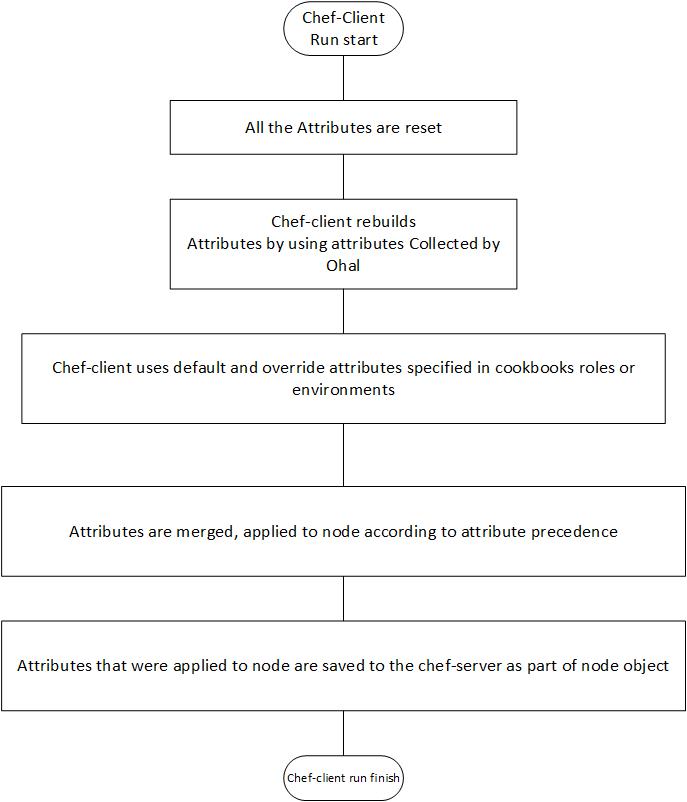 Chef-Client
Run start
All the Attributes are reset
Chef-client rebuilds
Attributes by using attributes Collected by
Ohal
Chef-client uses default and override attributes specified in cookbooks roles or
environments
Attributes are merged, applied to node according to attribute precedence
Attributes that were applied to node are saved to the chef-server as part of node object
Chef-client run finish